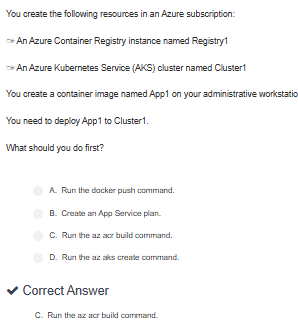 You create the following resources in an Azure subscription:
✑ An Azure Container Registry instance named Registry1
✑ An Azure Kubernetes Service (AKS) cluster named Cluster1
You create a container image named App1 on your administrative workstatio
You need to deploy App1 to Cluster1.
What should you do first?
A. Run the docker push command.
B. Create an App Service plan.
C. Run the az acr build command.
D. Run the az aks create command.
✔ Correct Answer
C. Run the az acr build command.